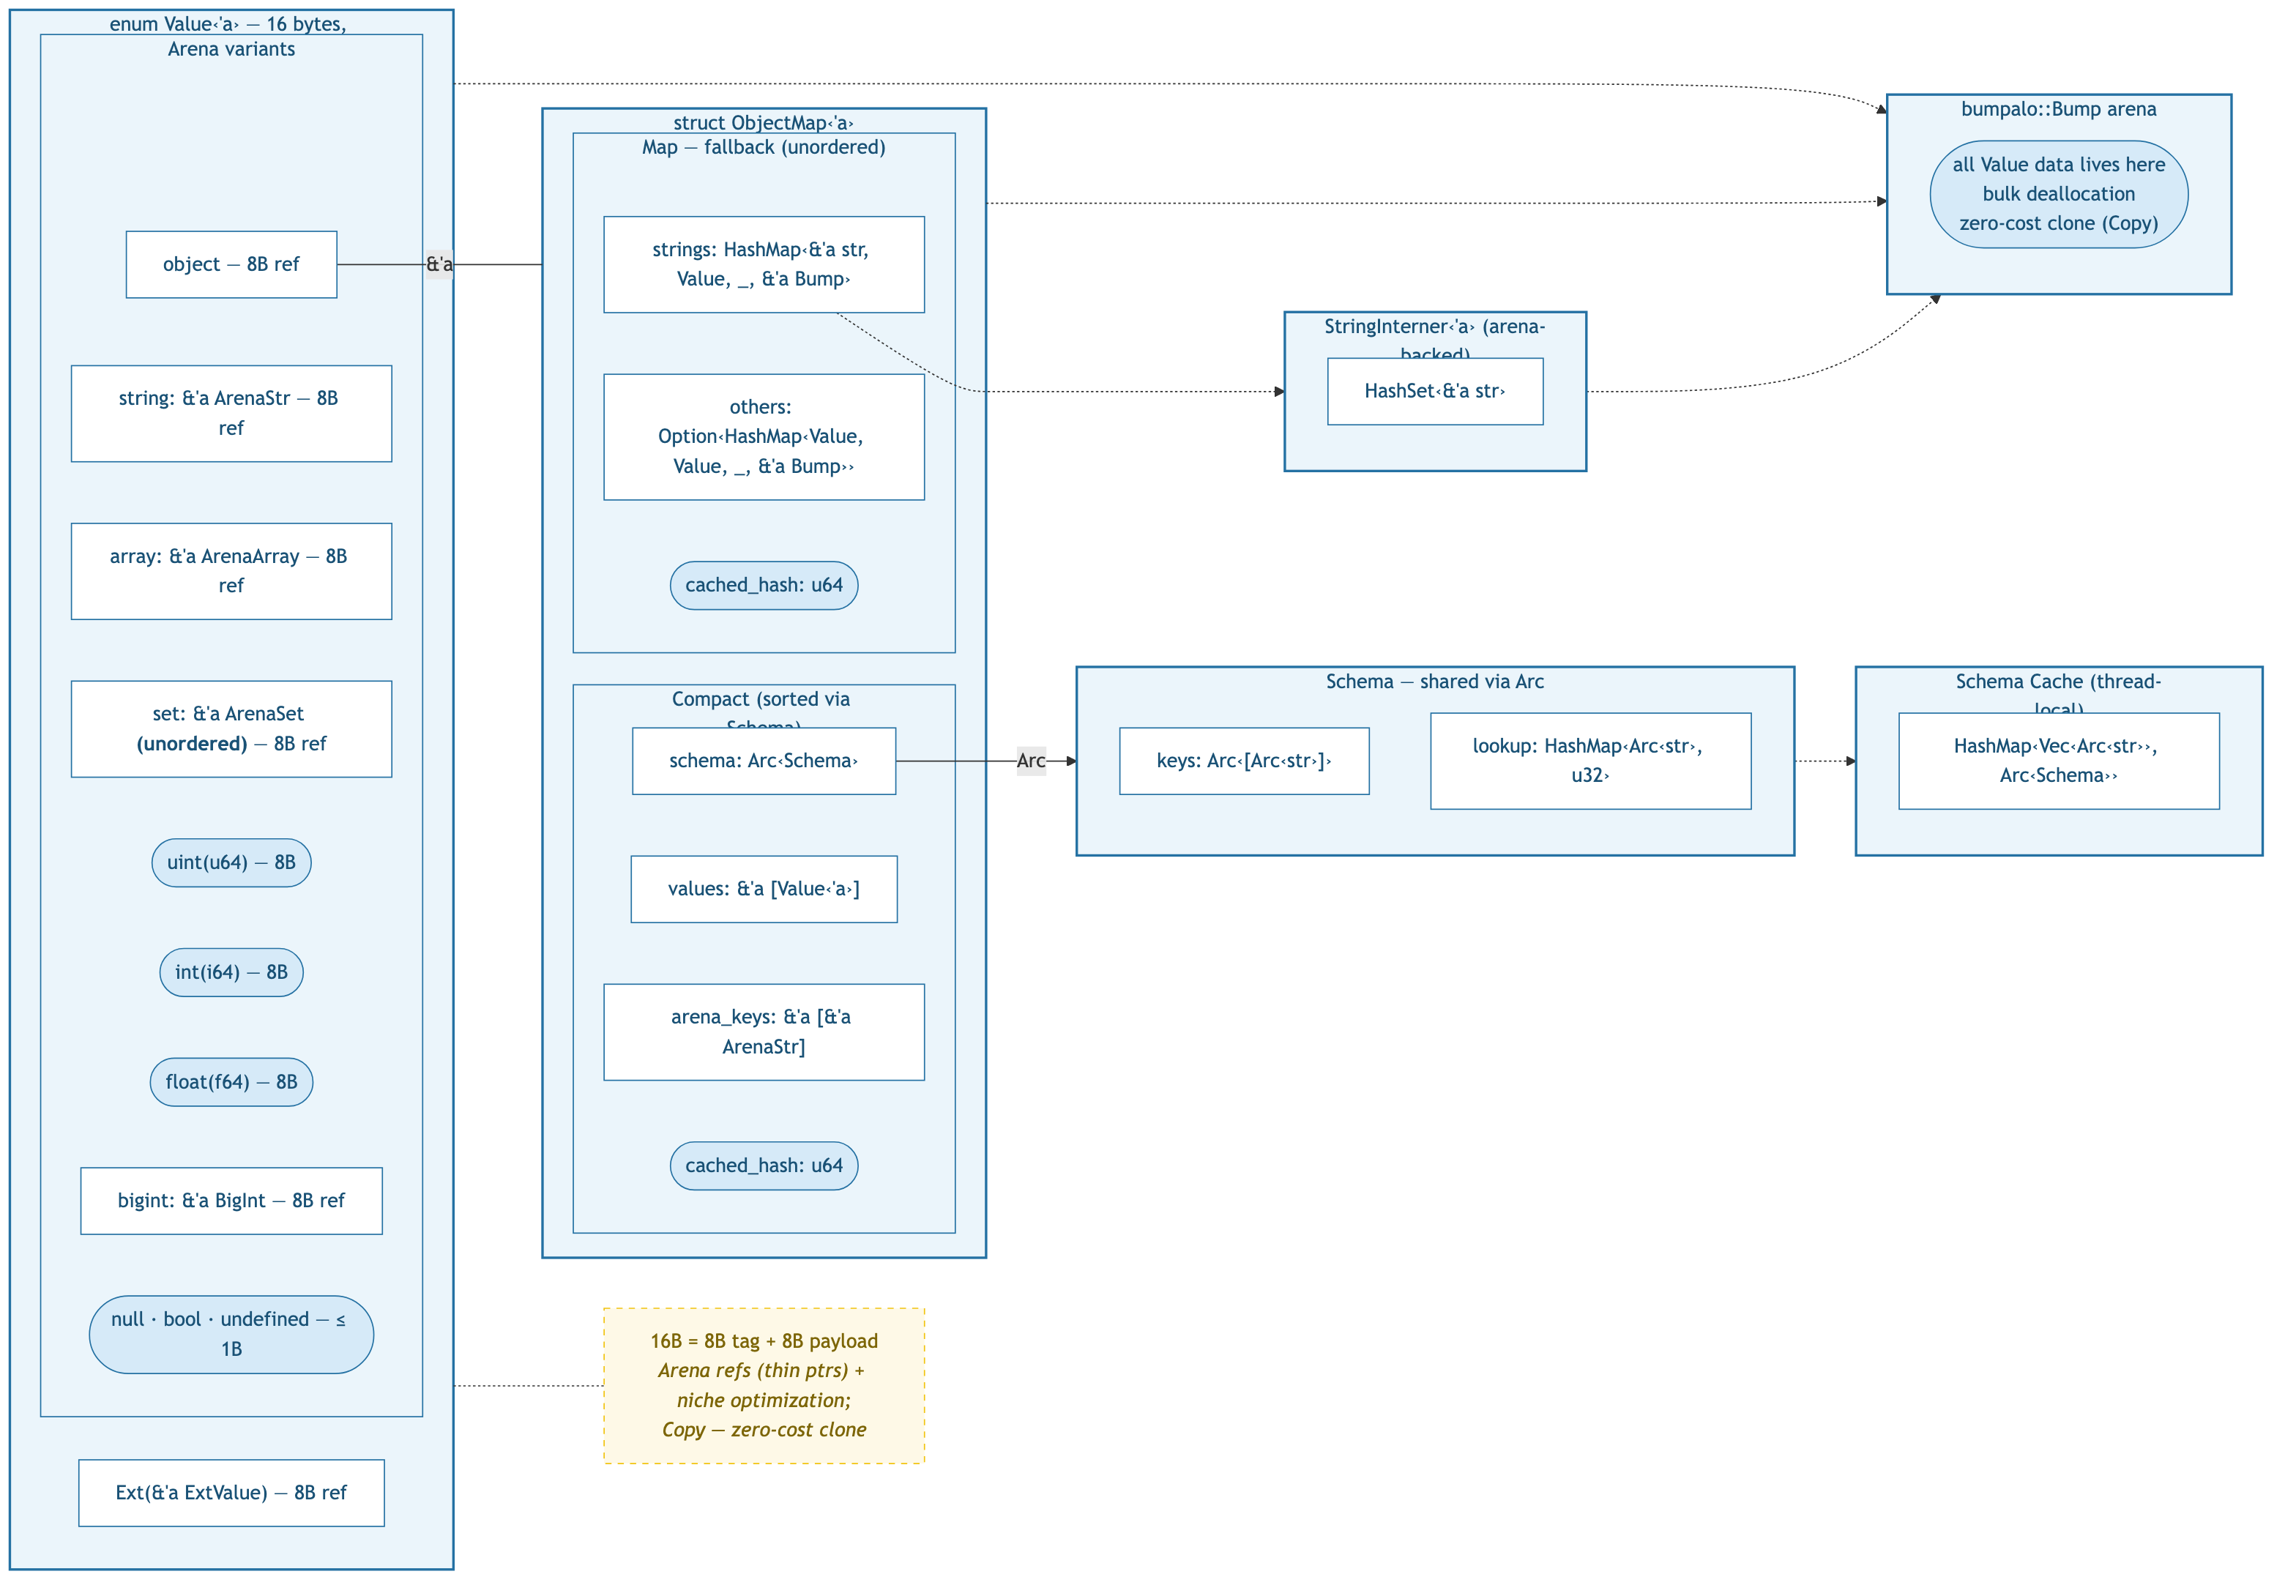 enum Value‹'a› — 16 bytes,
Arena variants
object — 8B ref
&'a
string: &'a ArenaStr — 8B
ref
array: &'a ArenaArray — 8B
ref
set: &'a ArenaSet
(unordered) — 8B ref
uint(u64) — 8B
int(i64) — 8B
float(f64) — 8B
bigint: &'a BigInt — 8B ref
null · bool · undefined — ≤
1B
Ext(&'a ExtValue) — 8B ref
struct ObjectMap‹'a›
Map — fallback (unordered)
strings: HashMap‹&'a str,
Value, _, &'a Bump›
others:
Option‹HashMap‹Value,
Value, _, &'a Bump››
cached_hash: u64
Compact (sorted via
Schema)
schema: Arc‹Schema›
Arc
values: &'a [Value‹'a›]
arena_keys: &'a [&'a
ArenaStr]
cached_hash: u64
16B = 8B tag + 8B payload
Arena refs (thin ptrs) +
niche optimization;
Copy — zero-cost clone
StringInterner‹'a› (arena-
backed)
HashSet‹&'a str›
bumpalo::Bump arena
all Value data lives here
bulk deallocation
zero-cost clone (Copy)
Schema — shared via Arc
keys: Arc‹[Arc‹str›]›
lookup: HashMap‹Arc‹str›,
u32›
Schema Cache (thread-
local)
HashMap‹Vec‹Arc‹str››,
Arc‹Schema››